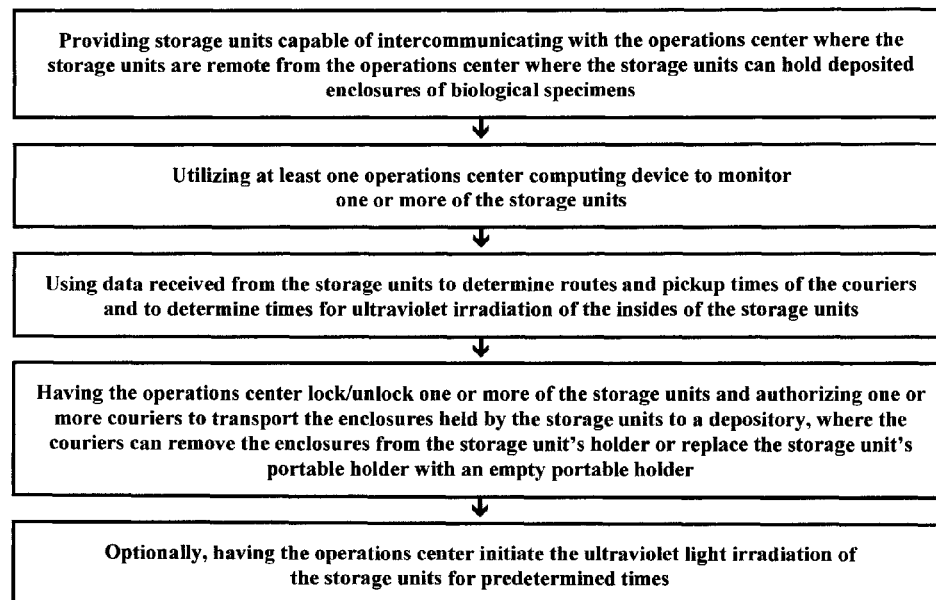 Providing storage units capable of intercommunicating with the operations center where the
storage units are remote from the operations center where the storage units can hold deposited
enclosures of biological specimens
Utilizing at least one operations center computing device to monitor
one or more of the storage units
Using data received from the storage units to determine routes and pickup times of the couriers
and to determine times for ultraviolet irradiation of the insides of the storage units
Having the operations center lock/unlock one or more of the storage units and authorizing one or
more couriers to transport the enclosures held by the storage units to a depository, where the
couriers can remove the enclosures from the storage unit's holder or replace the storage unit's
portable holder with an empty portable holder
Optionally, having the operations center initiate the ultraviolet light irradiation of
the storage units for predetermined times